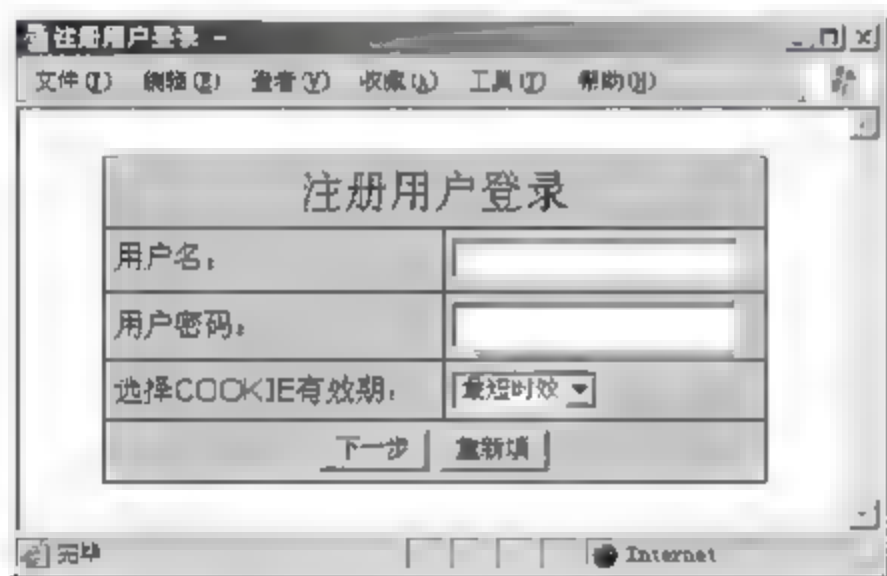 注册用户登录 -
文件(F) 编辑(E) 查看(V) 收藏(A) 工具(T) 帮助(H)
注册用户登录
用户名:
用户密码:
选择COOKIE有效期:
最短时效
下一步 重新填
完毕 Internet